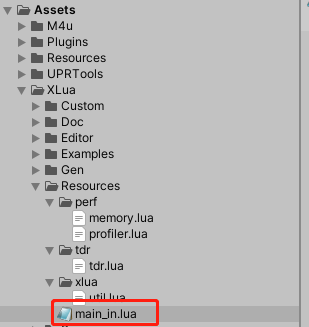 Assets
M4u
Plugins
Resources
UPRTools
XLua
Custom
Doc
Editor
Examples
Gen
Resources
perf
memory.lua
profiler.lua
tdr
tdr.lua
xlua
util.lua
main_in.lua